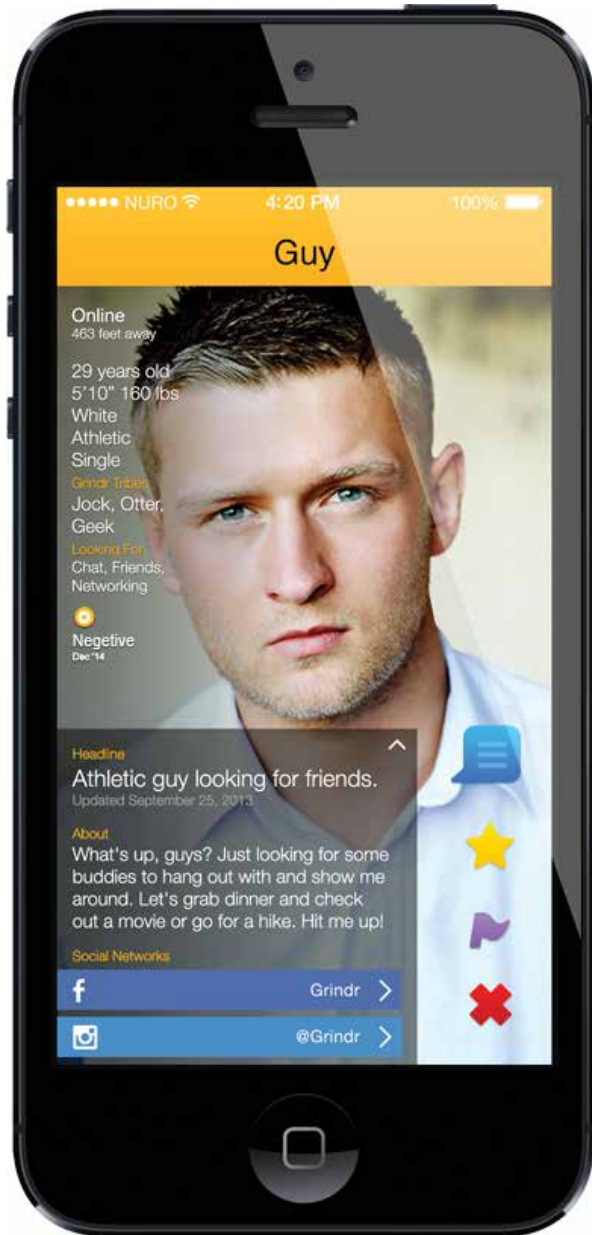 NURO 4:20 PM 100%
Guy
Online
463 feet away
29 years old
5'10" 160 lbs
White
Athletic
Single
Grindr Tribes
Jock, Otter,
Geek
Looking For
Chat, Friends,
Networking
Negetive
Dec '14
Headline
Athletic guy looking for friends.
Updated September 25, 2013
About
What's up, guys? Just looking for some
buddies to hang out with and show me
around. Let's grab dinner and check
out a movie or go for a hike. Hit me up!
Social Networks
f Grindr
@Grindr